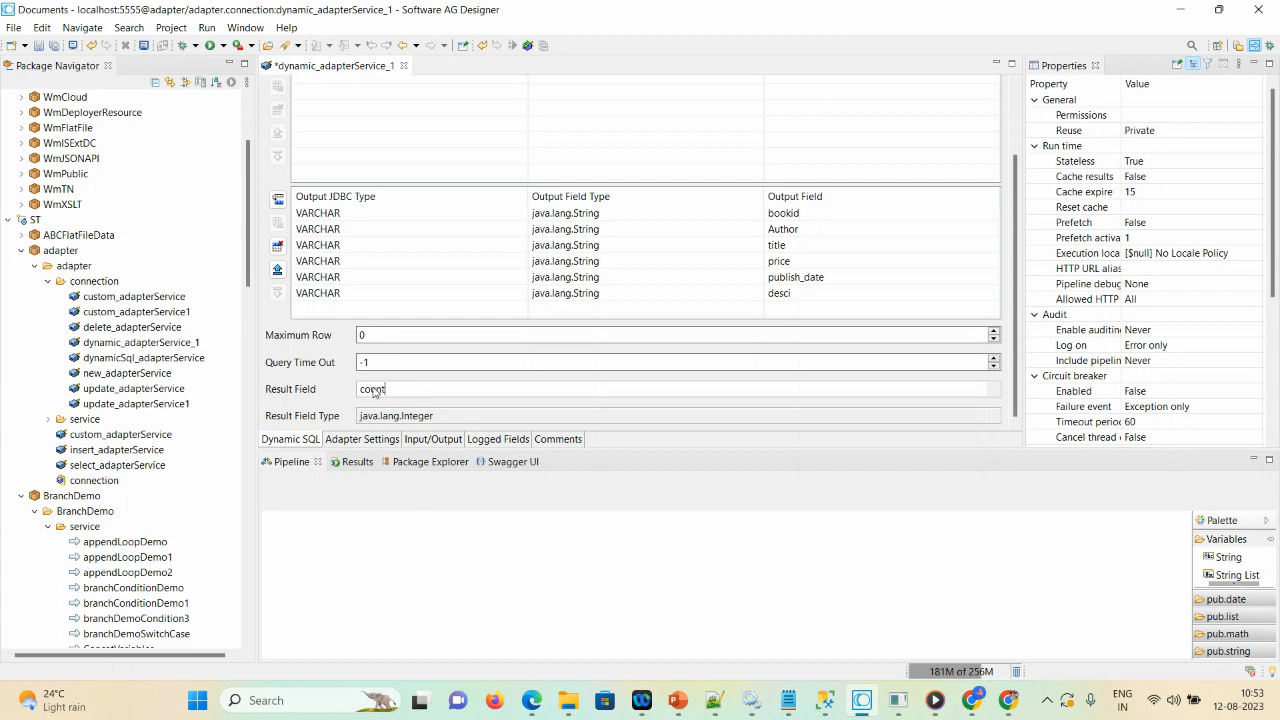 Documents - localhost:5555@adapter/adapter.connection:dynamic_adapterService_1 - Software AG Designer
File Edit Navigate Search Project Run Window Help
Package Navigator
WmCloud
WmDeployerResource
WmFlatFile
WmISExtDC
WmJSONAPI
WmPublic
WmTN
WmXSLT
ST
ABCFlatFileData
adapter
adapter
connection
custom_adapterService
custom_adapterService1
delete_adapterService
dynamic_adapterService_1
dynamicSql_adapterService
new_adapterService
update_adapterService
update_adapterService1
service
custom_adapterService
insert_adapterService
select_adapterService
connection
BranchDemo
BranchDemo
service
appendLoopDemo
appendLoopDemo1
appendLoopDemo2
branchConditionDemo
branchConditionDemo1
branchDemoCondition3
branchDemoSwitchCase
*dynamic_adapterService_1
Output JDBC Type Output Field Type Output Field
VARCHAR java.lang.String bookid
VARCHAR java.lang.String Author
VARCHAR java.lang.String title
VARCHAR java.lang.String price
VARCHAR java.lang.String publish_date
VARCHAR java.lang.String desci
Maximum Row 0
Query Time Out -1
Result Field
Result Field Type java.lang.Integer
Dynamic SQL Adapter Settings Input/Output Logged Fields Comments
Pipeline Results Package Explorer Swagger UI
Properties
Property Value
General
Permissions
Reuse Private
Run time
Stateless True
Cache results False
Cache expire 15
Reset cache
Prefetch False
Prefetch activa 1
Execution loca [$null] No Locale Policy
HTTP URL alias
Pipeline debug None
Allowed HTTP All
Audit
Enable auditin Never
Log on Error only
Include pipelin Never
Circuit breaker
Enabled False
Failure event Exception only
Timeout period 60
Cancel thread False
Palette
Variables
String
String List
pub.date
pub.list
pub.math
pub.string
181M of 256M
24°C
Light rain
Search
ENG
IN
10:53
12-08-2023